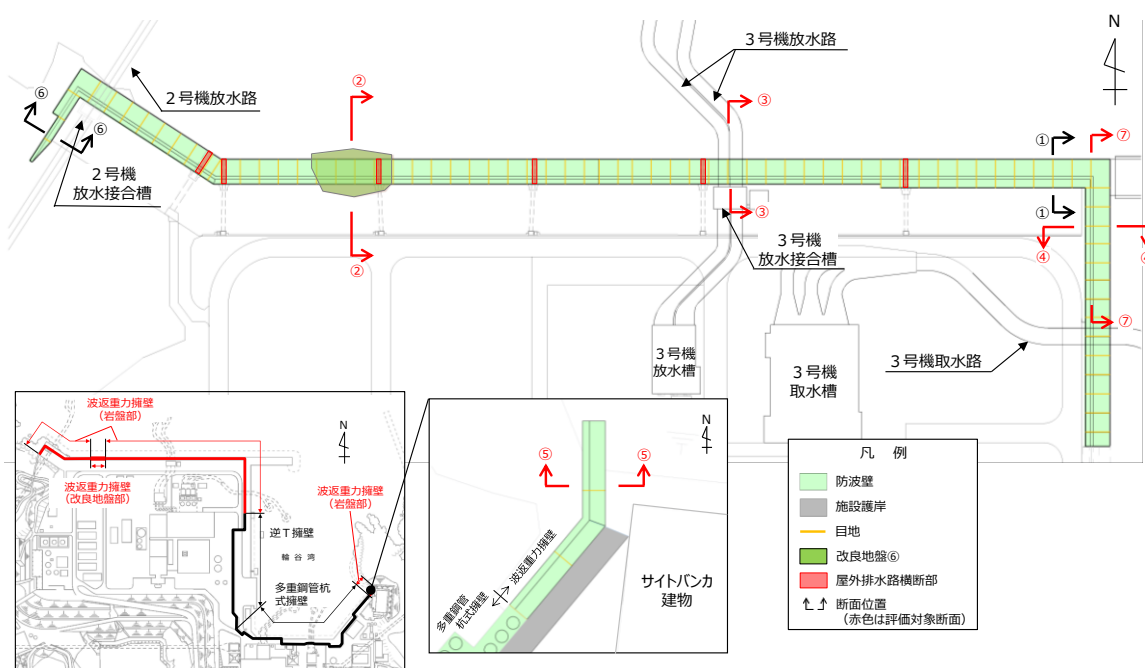 3号機放水路
N
②
2号機放水路
⑥
⑥
③
①
⑦
2号機
放水接合槽
③
①
④
④
②
3号機
放水接合槽
⑦
3号機
放水槽
3号機
取水槽
3号機取水路
波返重力擁壁
(岩盤部)
N
波返重力擁壁
(改良地盤部)
波返重力擁壁
(岩盤部)
逆T擁壁
輪谷湾
多重鋼管杭
式擁壁
N
⑤
⑤
波返重力擁壁
多重鋼管
杭式擁壁
サイトバンカ
建物
凡 例
防波壁
施設護岸
目地
改良地盤⑥
屋外排水路横断部
断面位置
(赤色は評価対象断面)